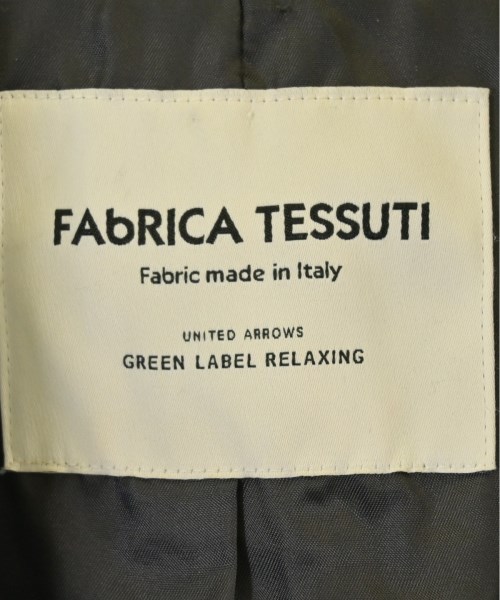 FAbRICA TESSUTI
Fabric made in Italy
UNITED ARROWS
GREEN LABEL RELAXING